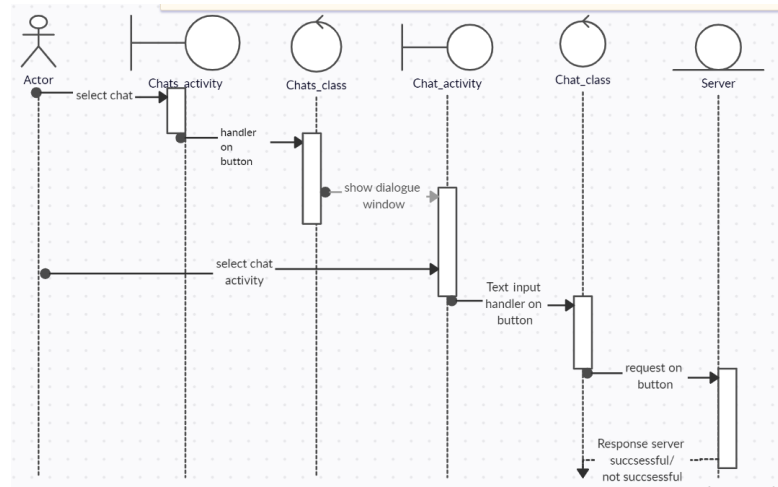 Actor
Chats_activity
Chats_class
Chat_activity
Chat_class
Server
select chat
handler
on
button
show dialogue
window
select chat
activity
Text input
handler on
button
request on
button
Response server
succsessful/
not succsessful